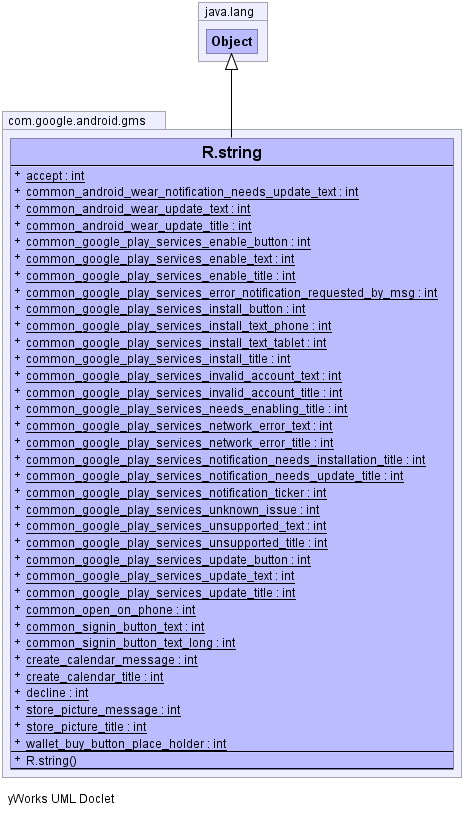 java.lang
Object
com.google.android.gms
R.string
+ accept : int
+ common_android_wear_notification_needs_update_text : int
+ common_android_wear_update_text : int
+ common_android_wear_update_title : int
+ common_google_play_services_enable_button : int
+ common_google_play_services_enable_text : int
+ common_google_play_services_enable_title : int
+ common_google_play_services_error_notification_requested_by_msg : int
+ common_google_play_services_install_button : int
+ common_google_play_services_install_text_phone : int
+ common_google_play_services_install_text_tablet : int
+ common_google_play_services_install_title : int
+ common_google_play_services_invalid_account_text : int
+ common_google_play_services_invalid_account_title : int
+ common_google_play_services_needs_enabling_title : int
+ common_google_play_services_network_error_text : int
+ common_google_play_services_network_error_title : int
+ common_google_play_services_notification_needs_installation_title : int
+ common_google_play_services_notification_needs_update_title : int
+ common_google_play_services_notification_ticker : int
+ common_google_play_services_unknown_issue : int
+ common_google_play_services_unsupported_text : int
+ common_google_play_services_unsupported_title : int
+ common_google_play_services_update_button : int
+ common_google_play_services_update_text : int
+ common_google_play_services_update_title : int
+ common_open_on_phone : int
+ common_signin_button_text : int
+ common_signin_button_text_long : int
+ create_calendar_message : int
+ create_calendar_title : int
+ decline : int
+ store_picture_message : int
+ store_picture_title : int
+ wallet_buy_button_place_holder : int
+ R.string()
yWorks UML Doclet